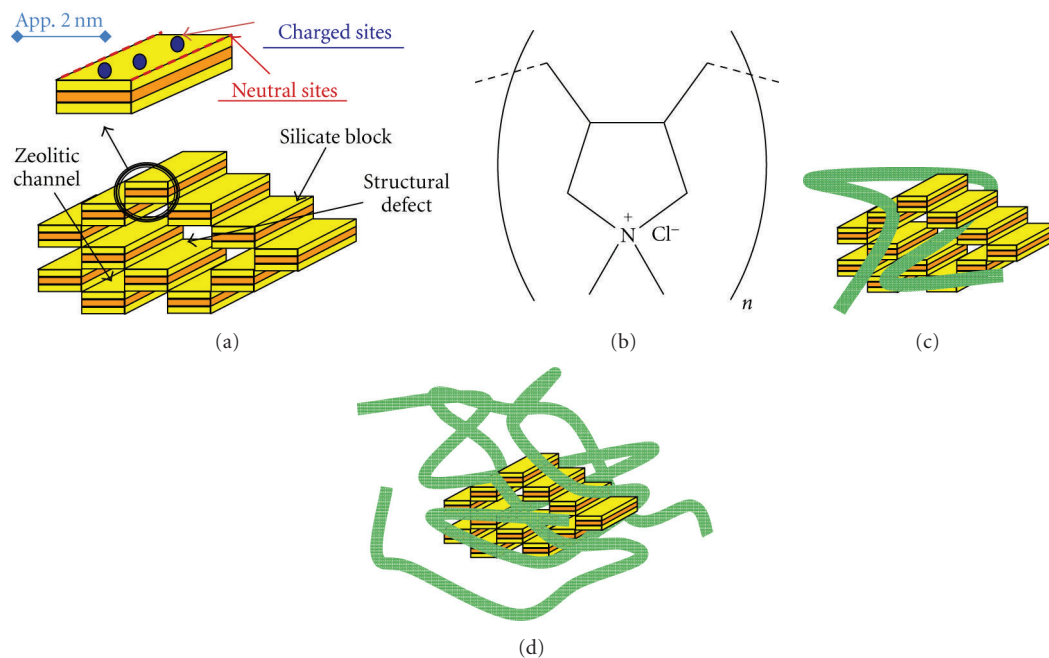 App. 2 nm
Charged sites
Neutral sites
Zeolitic
channel
Silicate block
Structural
defect
(a)
+
N Cl−
n
(b)
(c)
(d)